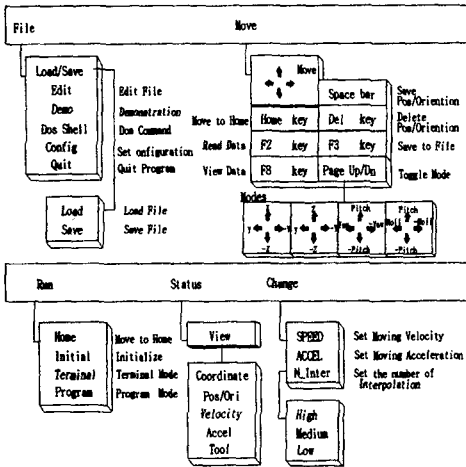 File Move
Load/Save
Edit Edit File
Demo Demonstration
Dos Shell Dos Command
Config Set onfiguration
Quit Quit Program
Load Load File
Save Save File
Move
Space bar Save Pos/Oriention
Move to Home Home key Del key Delete Pos/Oriention
Read Data F2 key F3 key Save to File
View Data F8 key Page Up/Dn Toggle Mode
Modes
Z Pitch Pitch
y -Yaw Roll
-Z -Z -Pitch -Pitch
Run Status Change
Home Move to Home
Initial Initialize
Terminal Terminal Mode
Program Program Mode
View
Coordinate
Pos/Ori
Velocity
Accel
Tool
SPEED Set Moving Velocity
ACCEL Set Moving Acceleration
N_Inter Set the number of Interpolation
High
Medium
Low